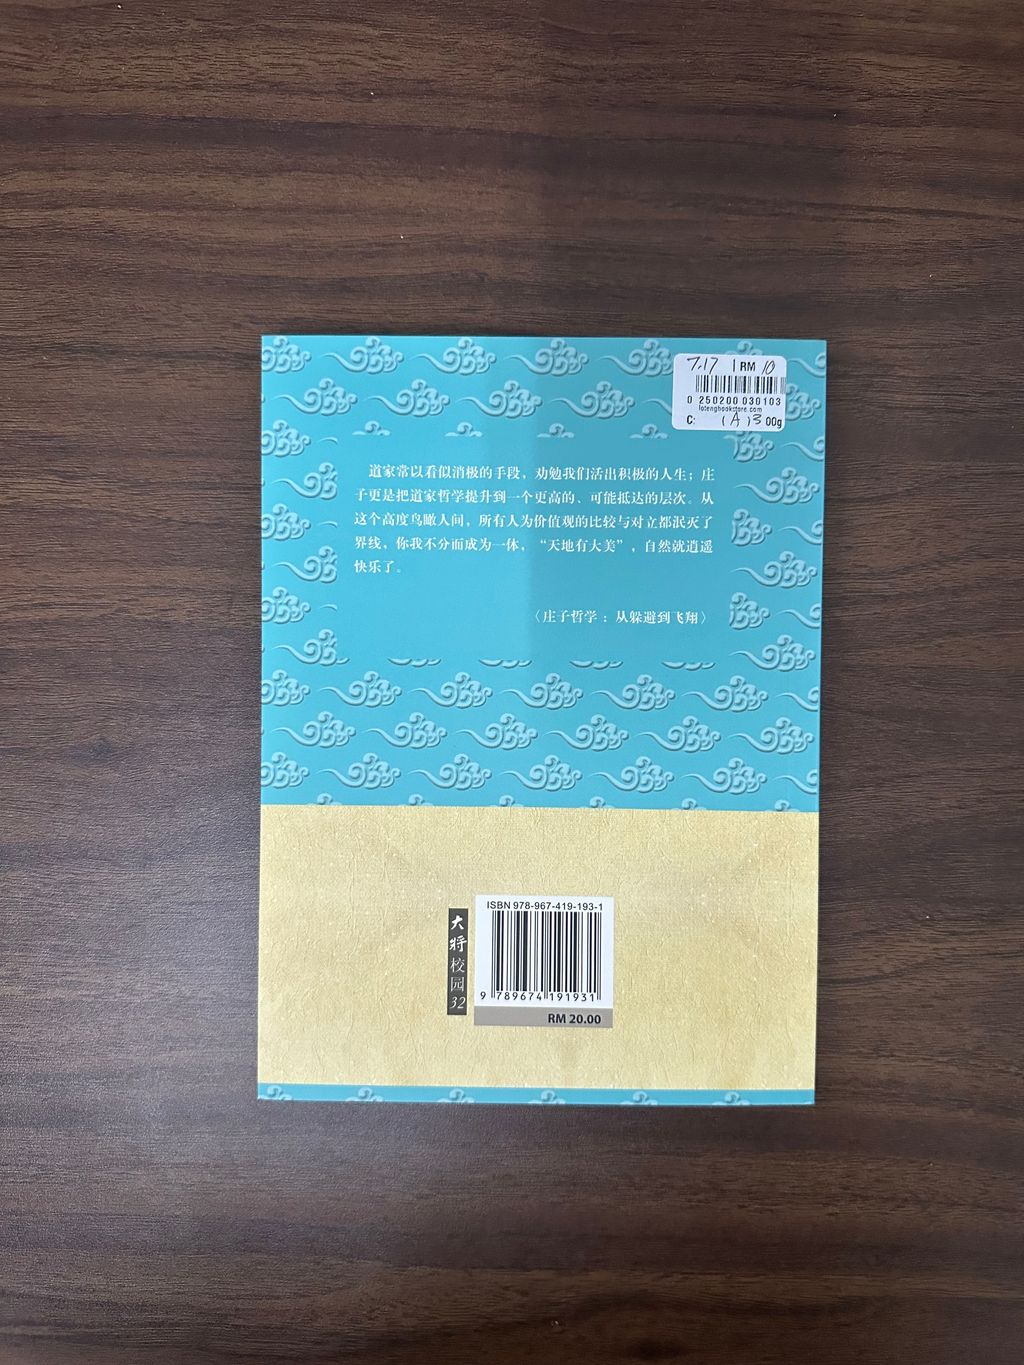 7.17 | RM 10
0 250200 030103
lotenghookstore.com
C: (A)3 00g
道家常以看似消极的手段，劝勉我们活出积极的人生；庄
子更是把道家哲学提升到一个更高的、可能抵达的层次。从
这个高度鸟瞰人间，所有人为价值观的比较与对立都泯灭了
界线，你我不分而成为一体，“天地有大美”，自然就逍遥
快乐了。
〈庄子哲学：从躲避到飞翔〉
大将校园32
ISBN 978-967-419-193-1
9 789674 191931
RM 20.00